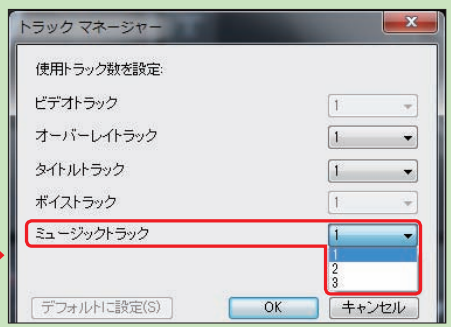 トラック マネージャー
使用トラック数を設定:
ビデオトラック 1
オーバーレイトラック 1
タイトルトラック 1
ボイストラック 1
ミュージックトラック 1
1
2
3
デフォルトに設定(S) OK キャンセル